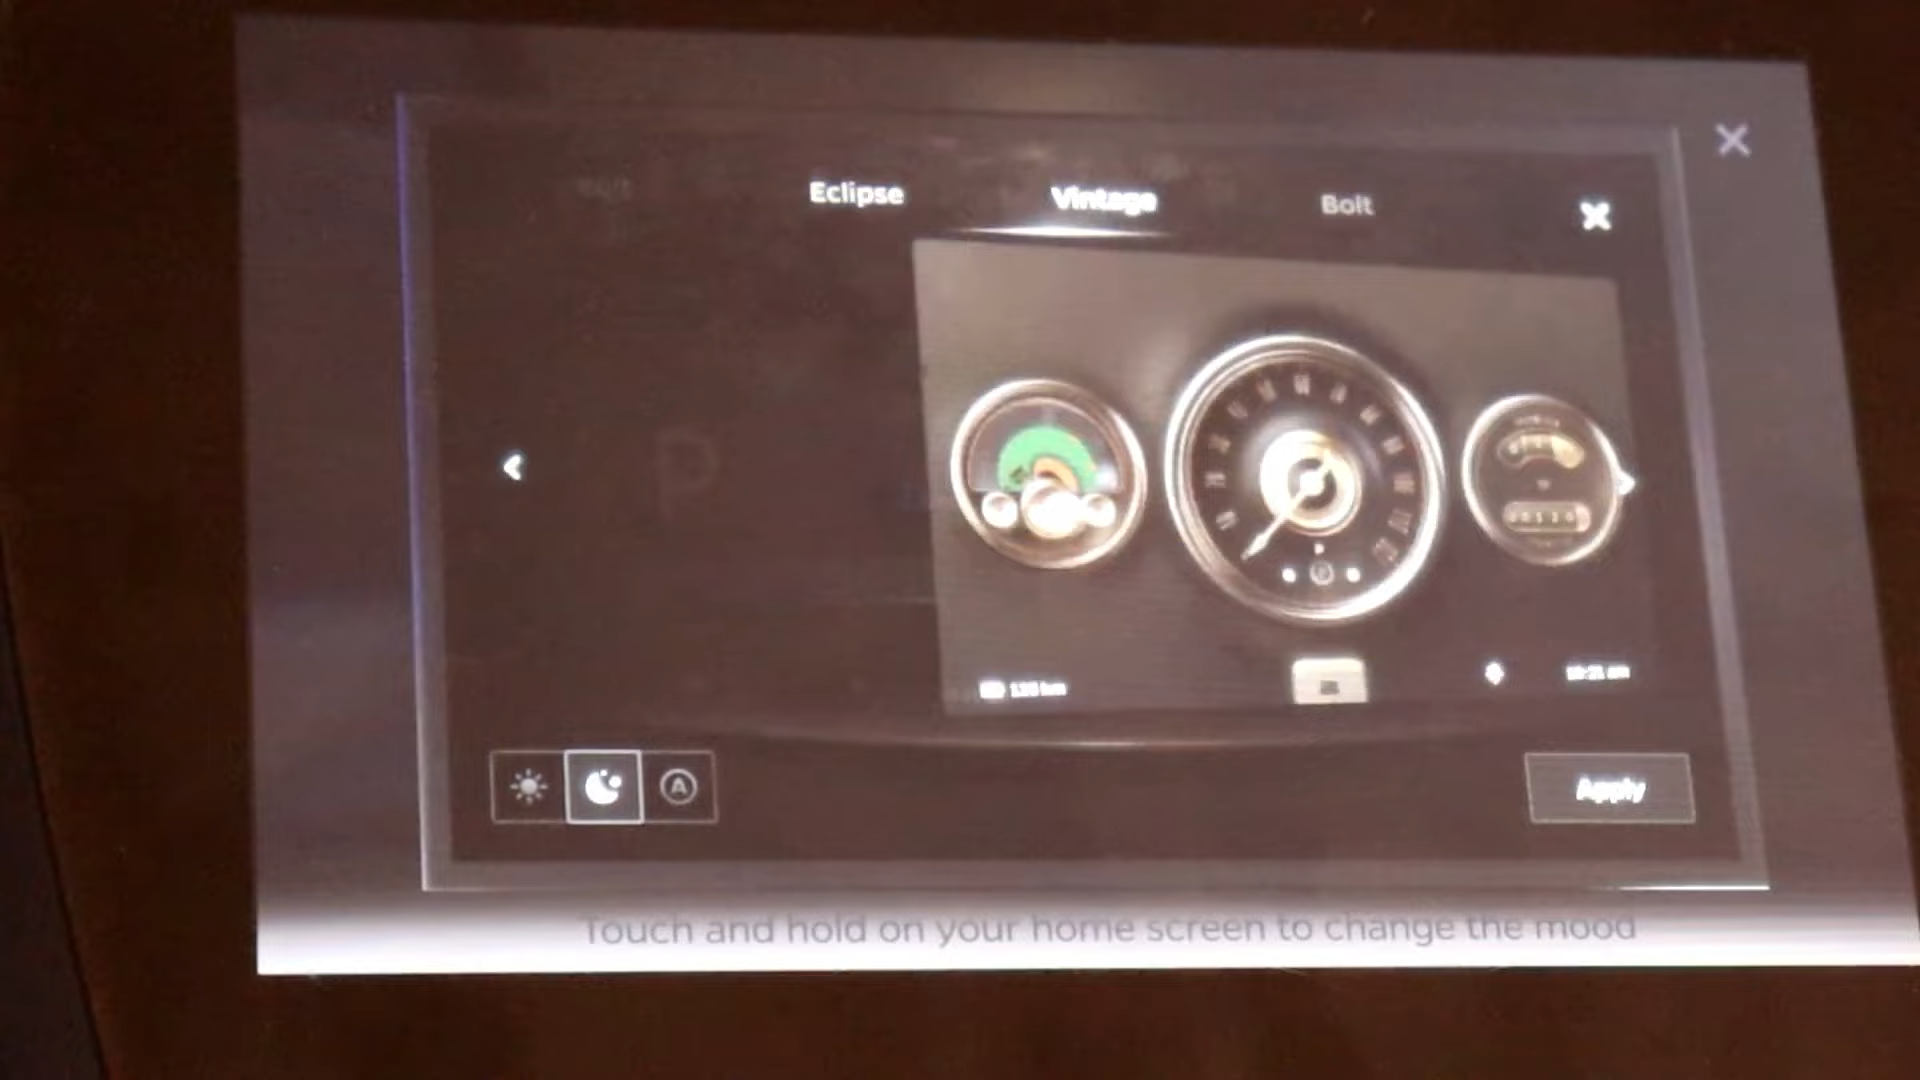 Eclipse
Vintage
Bolt
P
A
Apply
Touch and hold on your home screen to change the mood